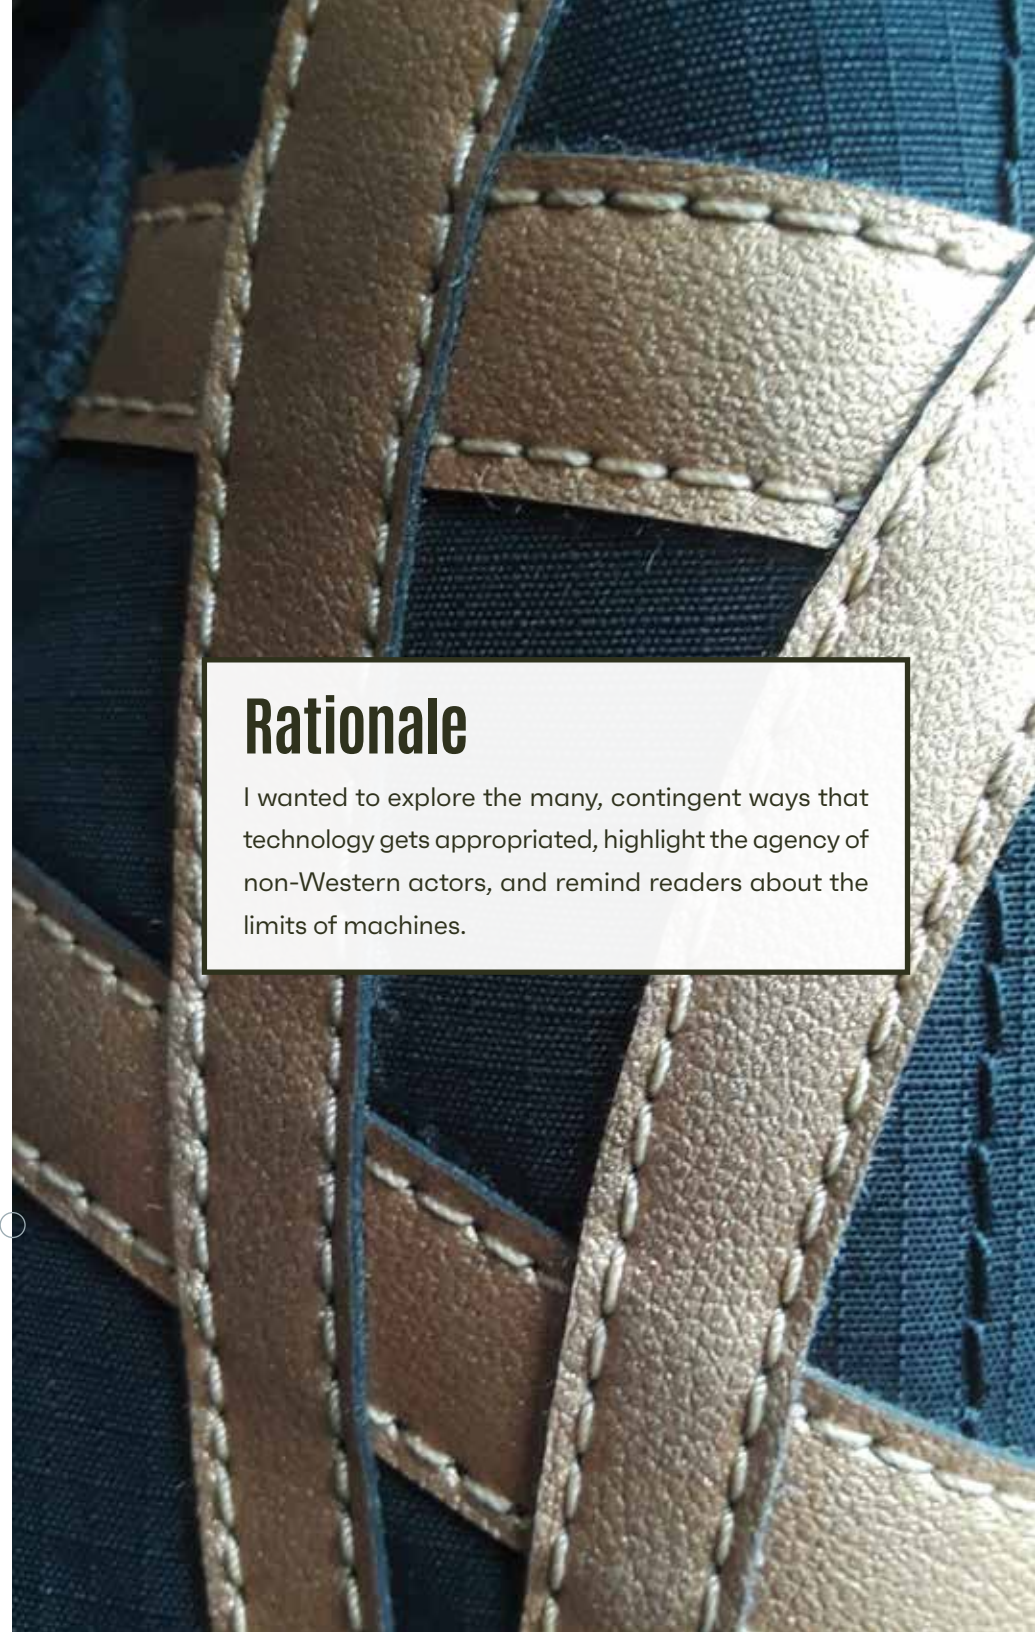 Rationale
I wanted to explore the many, contingent ways that
technology gets appropriated, highlight the agency of
non-Western actors, and remind readers about the
limits of machines.